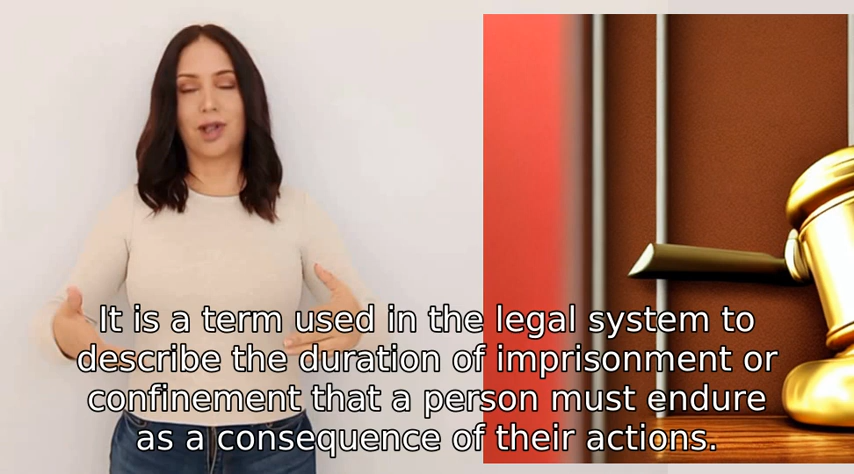 It is a term used in the legal system to
describe the duration of imprisonment or
confinement that a person must endure
as a consequence of their actions.